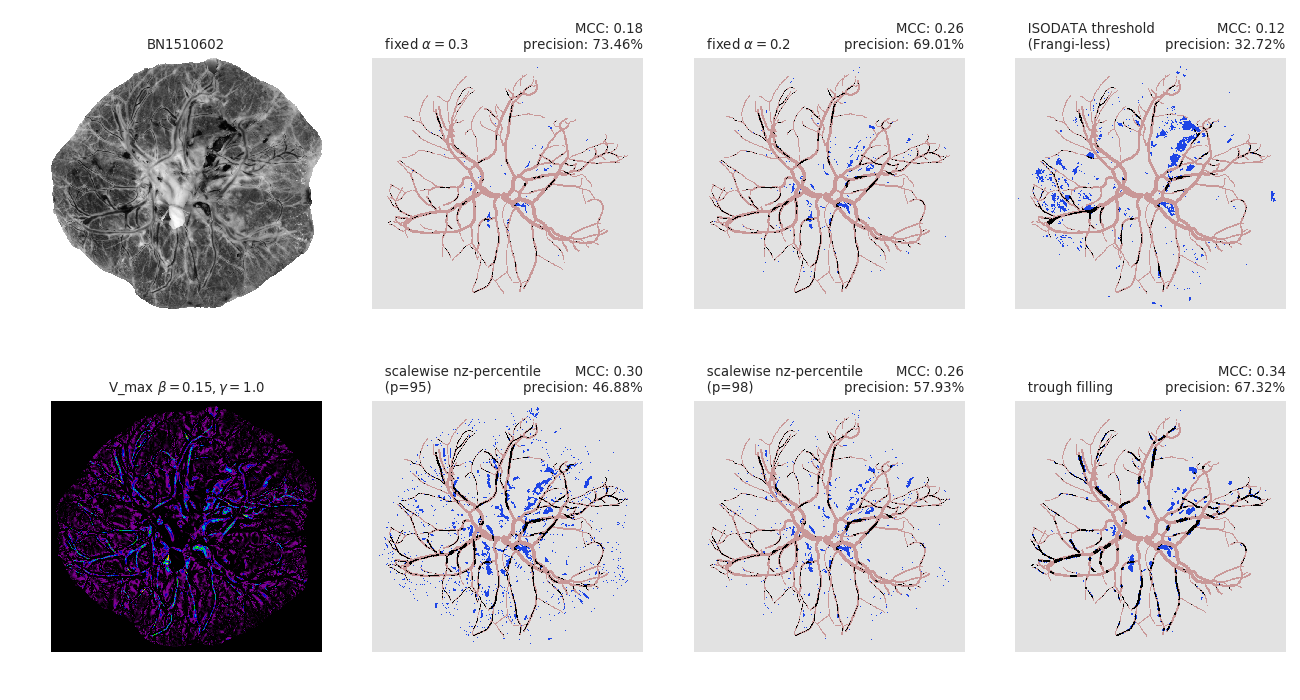 BN1510602
fixed α = 0.3
MCC: 0.18
precision: 73.46%
fixed α = 0.2
MCC: 0.26
precision: 69.01%
ISODATA threshold
(Frangi-less)
MCC: 0.12
precision: 32.72%
V_max β = 0.15, γ = 1.0
scalewise nz-percentile
(p=95)
MCC: 0.30
precision: 46.88%
scalewise nz-percentile
(p=98)
MCC: 0.26
precision: 57.93%
trough filling
MCC: 0.34
precision: 67.32%